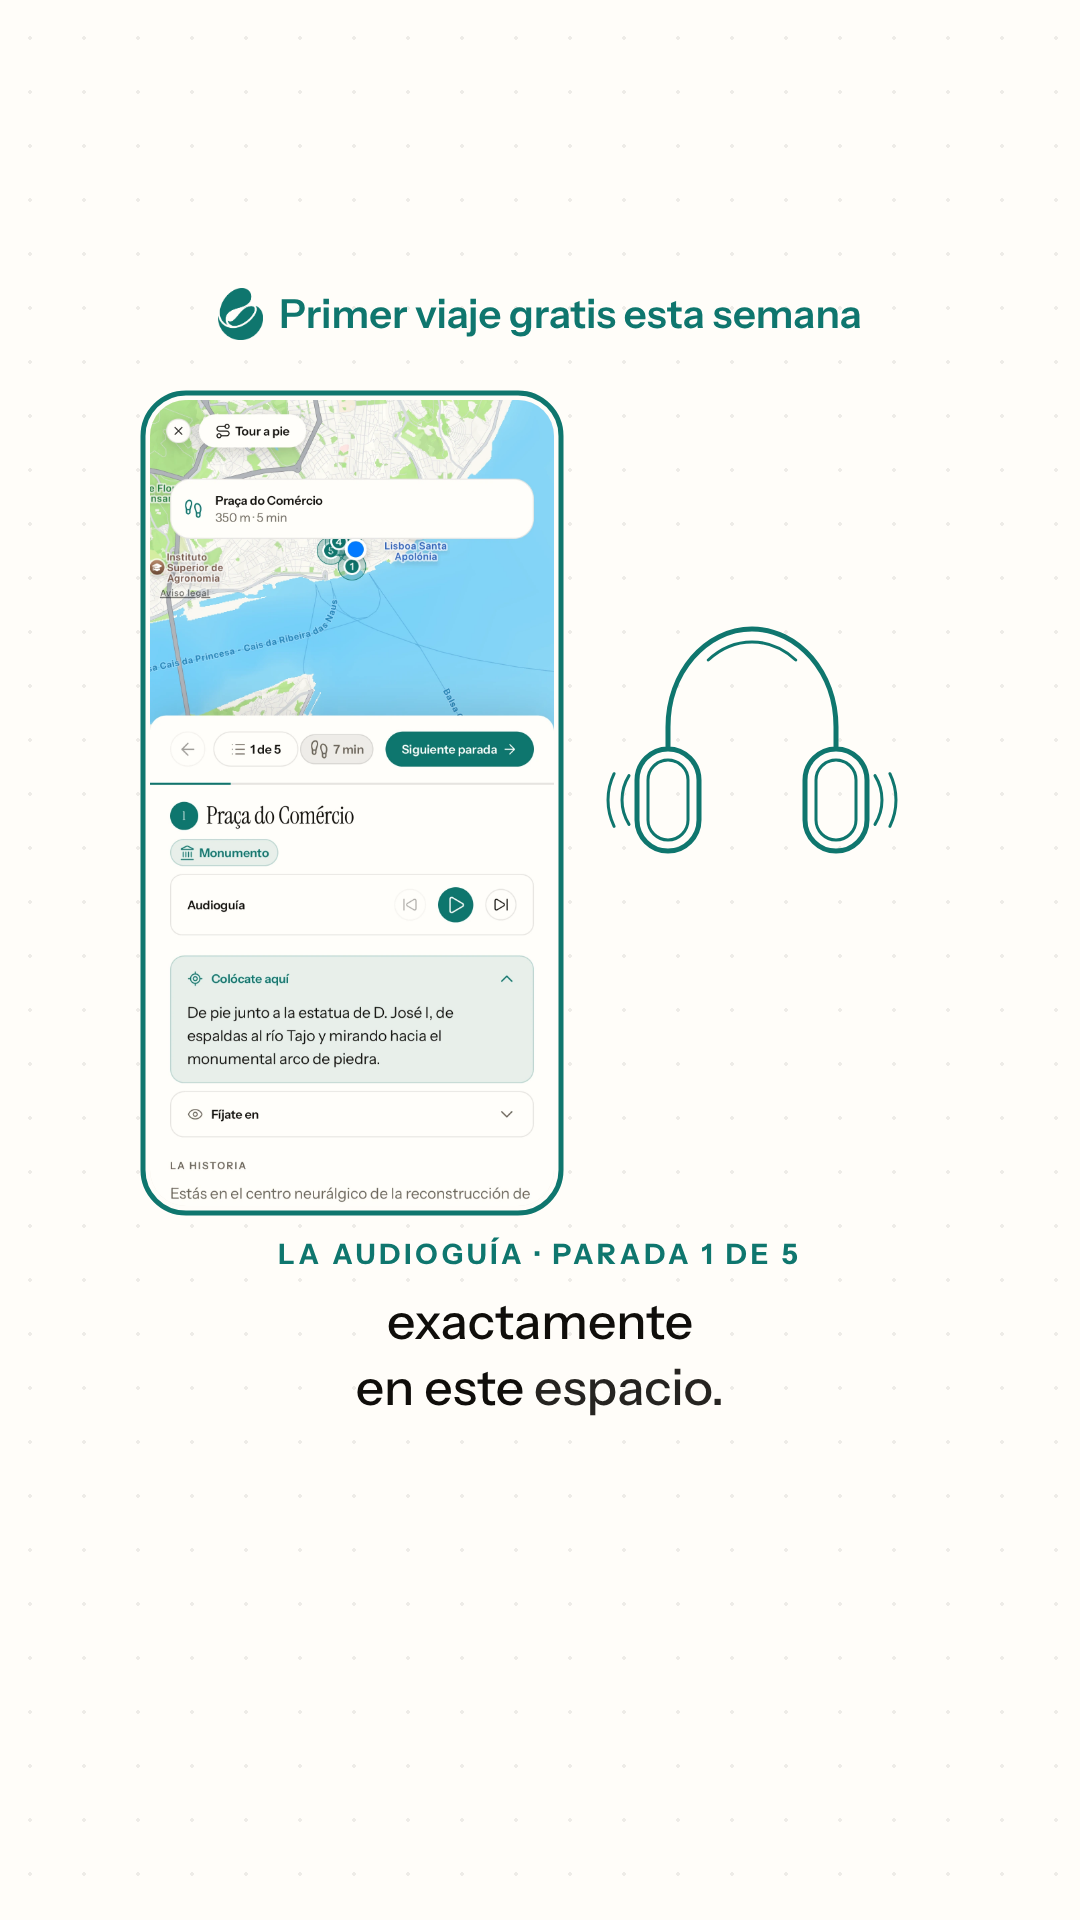 Primer viaje gratis esta semana
Tour a pie
Praça do Comércio
350 m · 5 min
Lisboa Santa
Apolónia
Instituto
Superior de
Agronomia
Aviso legal
Cais da Princesa - Cais da Ribeira das Naus
1 de 5
7 min
Siguiente parada
1
Praça do Comércio
Monumento
Audioguía
Colócate aquí
De pie junto a la estatua de D. José I, de
espaldas al río Tajo y mirando hacia el
monumental arco de piedra.
Fíjate en
LA HISTORIA
Estás en el centro neurálgico de la reconstrucción de
LA AUDIOGUÍA · PARADA 1 DE 5
exactamente
en este espacio.